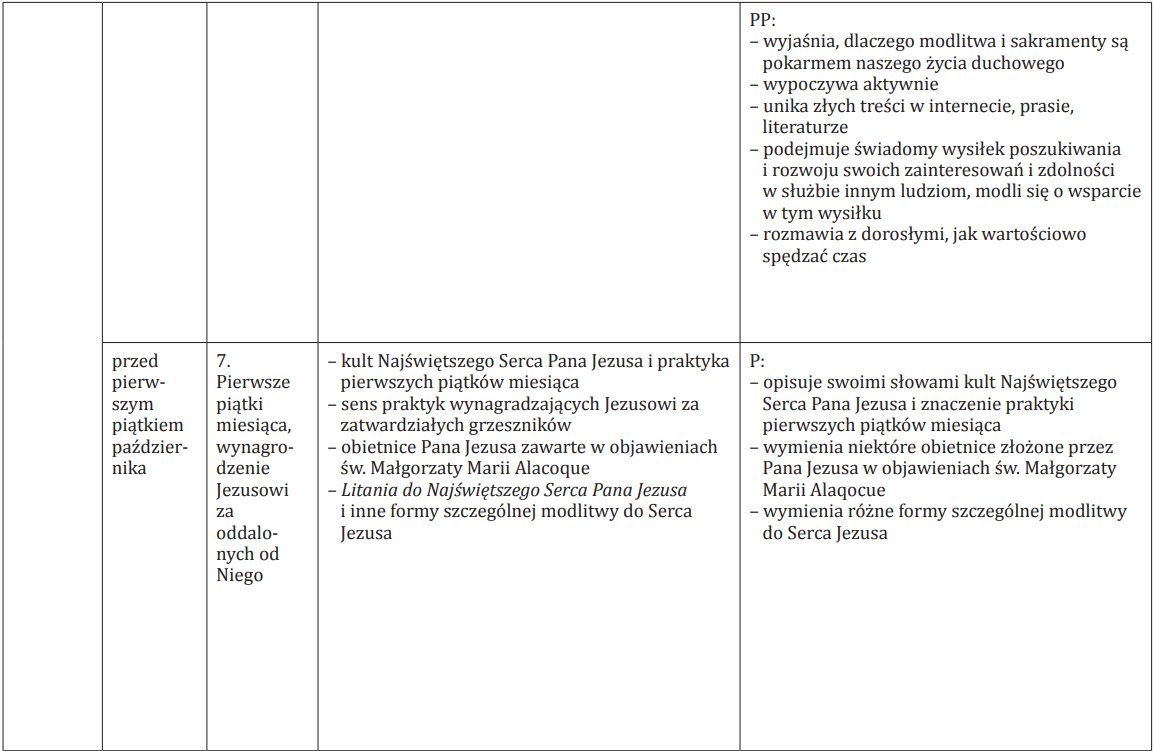 PP:
– wyjaśnia, dlaczego modlitwa i sakramenty są
pokarmem naszego życia duchowego
– wypoczywa aktywnie
– unika złych treści w internecie, prasie,
literaturze
– podejmuje świadomy wysiłek poszukiwania
i rozwoju swoich zainteresowań i zdolności
w służbie innym ludziom, modli się o wsparcie
w tym wysiłku
– rozmawia z dorosłymi, jak wartościowo
spędzać czas
przed
pierw-
szym
piątkiem
paździer-
nika
7.
Pierwsze
piątki
miesiąca,
wynagro-
dzenie
Jezusowi
za
oddalo-
nych od
Niego
– kult Najświętszego Serca Pana Jezusa i praktyka
pierwszych piątków miesiąca
– sens praktyk wynagradzających Jezusowi za
zatwardziałych grzeszników
– obietnice Pana Jezusa zawarte w objawieniach
św. Małgorzaty Marii Alacoque
– Litania do Najświętszego Serca Pana Jezusa
i inne formy szczególnej modlitwy do Serca
Jezusa
P:
– opisuje swoimi słowami kult Najświętszego
Serca Pana Jezusa i znaczenie praktyki
pierwszych piątków miesiąca
– wymienia niektóre obietnice złożone przez
Pana Jezusa w objawieniach św. Małgorzaty
Marii Alaqocue
– wymienia różne formy szczególnej modlitwy
do Serca Jezusa